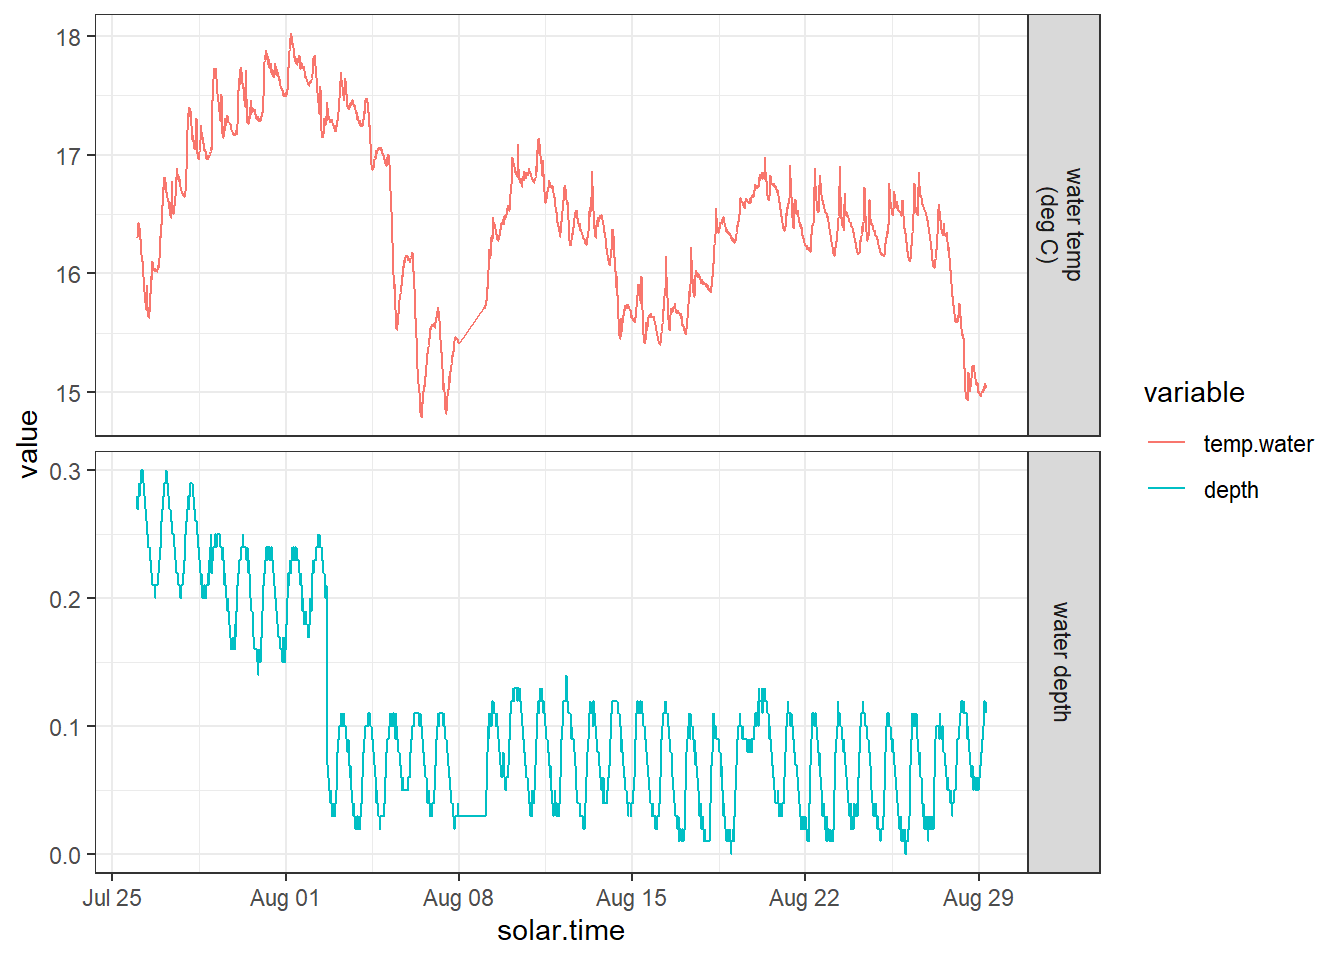 18
17
16
15
water temp
(deg C)
0.3
0.2
0.1
0.0
water depth
value
Jul 25
Aug 01
Aug 08
Aug 15
Aug 22
Aug 29
solar.time
variable
temp.water
depth